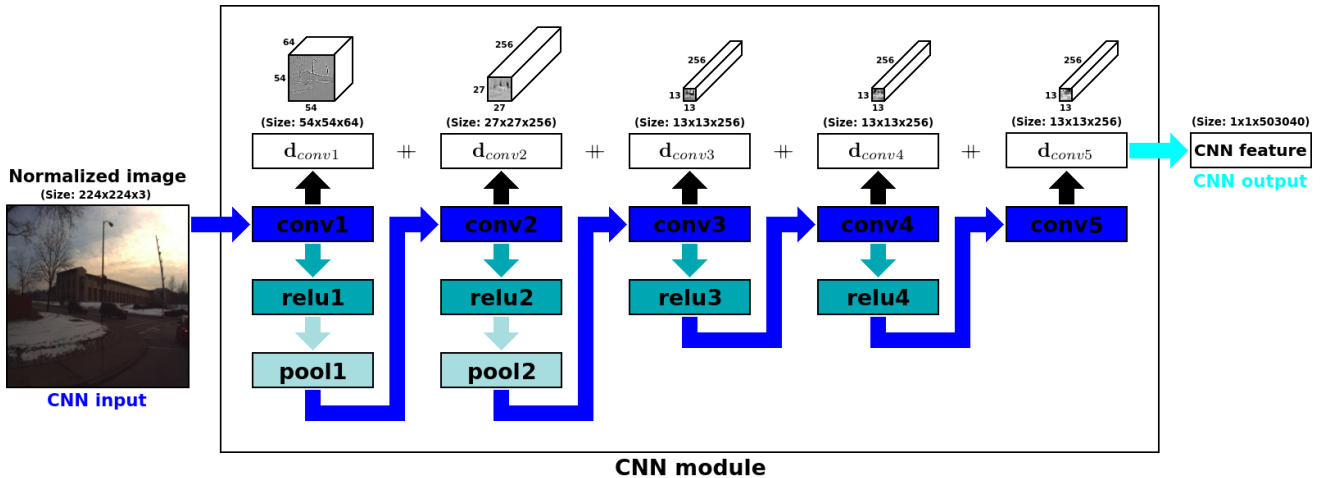 64
54
54
256
27
27
256
13
13
256
13
13
256
13
13
(Size: 54x54x64)
(Size: 27x27x256)
(Size: 13x13x256)
(Size: 13x13x256)
(Size: 13x13x256)
(Size: 1x1x503040)
d_conv1 ++ d_conv2 ++ d_conv3 ++ d_conv4 ++ d_conv5
CNN feature
CNN output
Normalized image
(Size: 224x224x3)
CNN input
conv1
conv2
conv3
conv4
conv5
relu1
relu2
relu3
relu4
pool1
pool2
CNN module